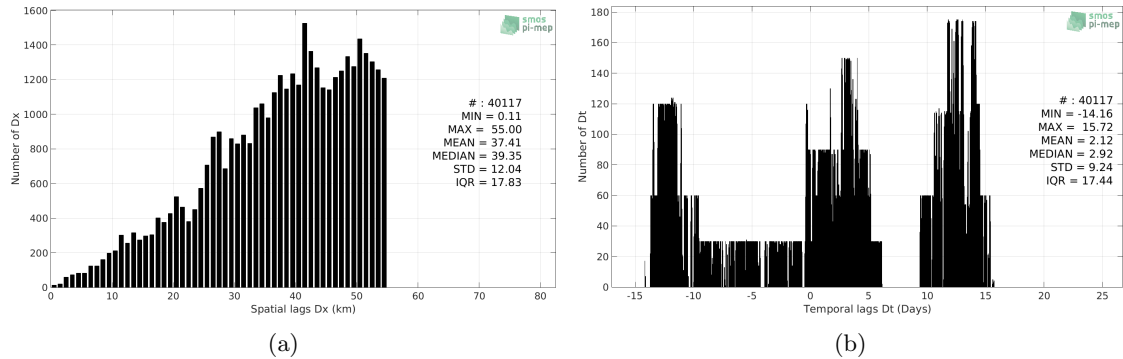 1600
1400
1200
1000
800
600
400
200
0
Number of Dx
0 10 20 30 40 50 60 70 80
Spatial lags Dx (km)
smos
pi-mep
# : 40117
MIN = 0.11
MAX = 55.00
MEAN = 37.41
MEDIAN = 39.35
STD = 12.04
IQR = 17.83
(a)
180
160
140
120
100
80
60
40
20
0
Number of Dt
-15 -10 -5 0 5 10 15 20 25
Temporal lags Dt (Days)
smos
pi-mep
# : 40117
MIN = -14.16
MAX = 15.72
MEAN = 2.12
MEDIAN = 2.92
STD = 9.24
IQR = 17.44
(b)